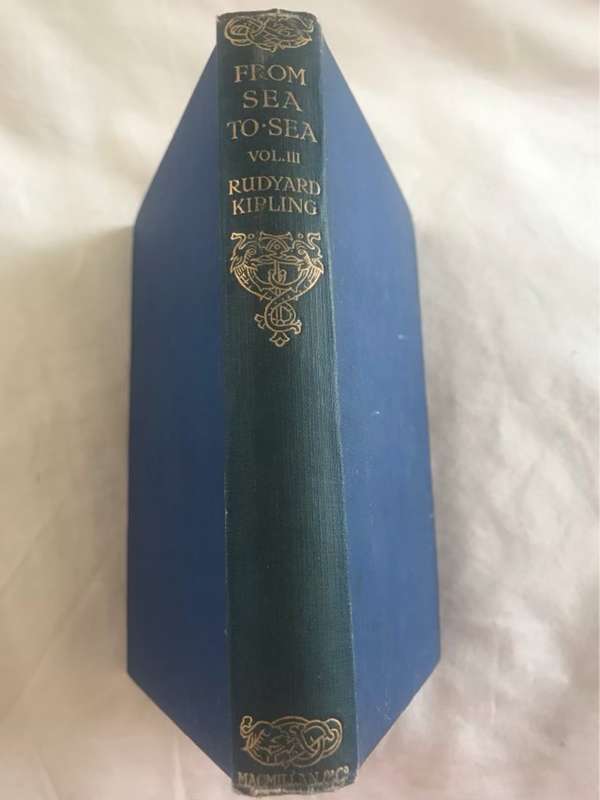 FROM
SEA
TO·SEA
VOL.III
RUDYARD
KIPLING
MACMILLAN & Co